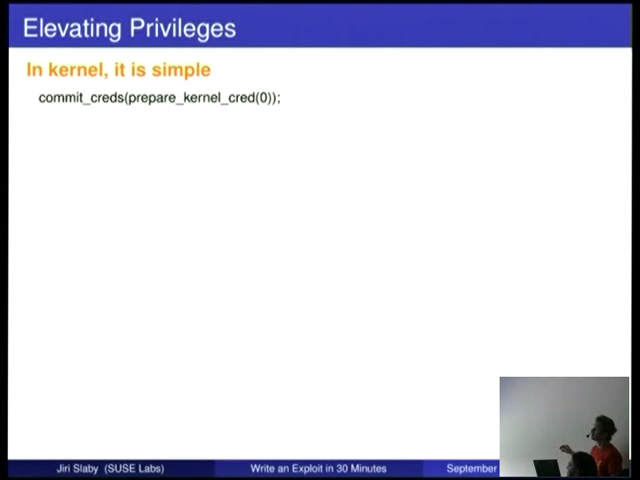 Elevating Privileges
In kernel, it is simple
commit_creds(prepare_kernel_cred(0));
Jiri Slaby (SUSE Labs)
Write an Exploit in 30 Minutes
September